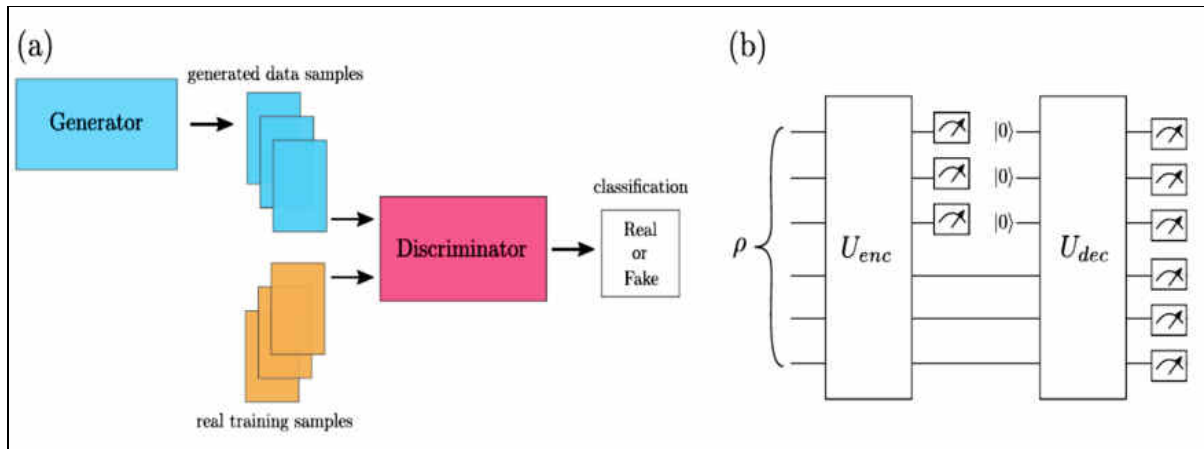 (a)
generated data samples
Generator
Discriminator
classification
Real
or
Fake
real training samples
(b)
ρ
U_enc
|0⟩
|0⟩
|0⟩
U_dec